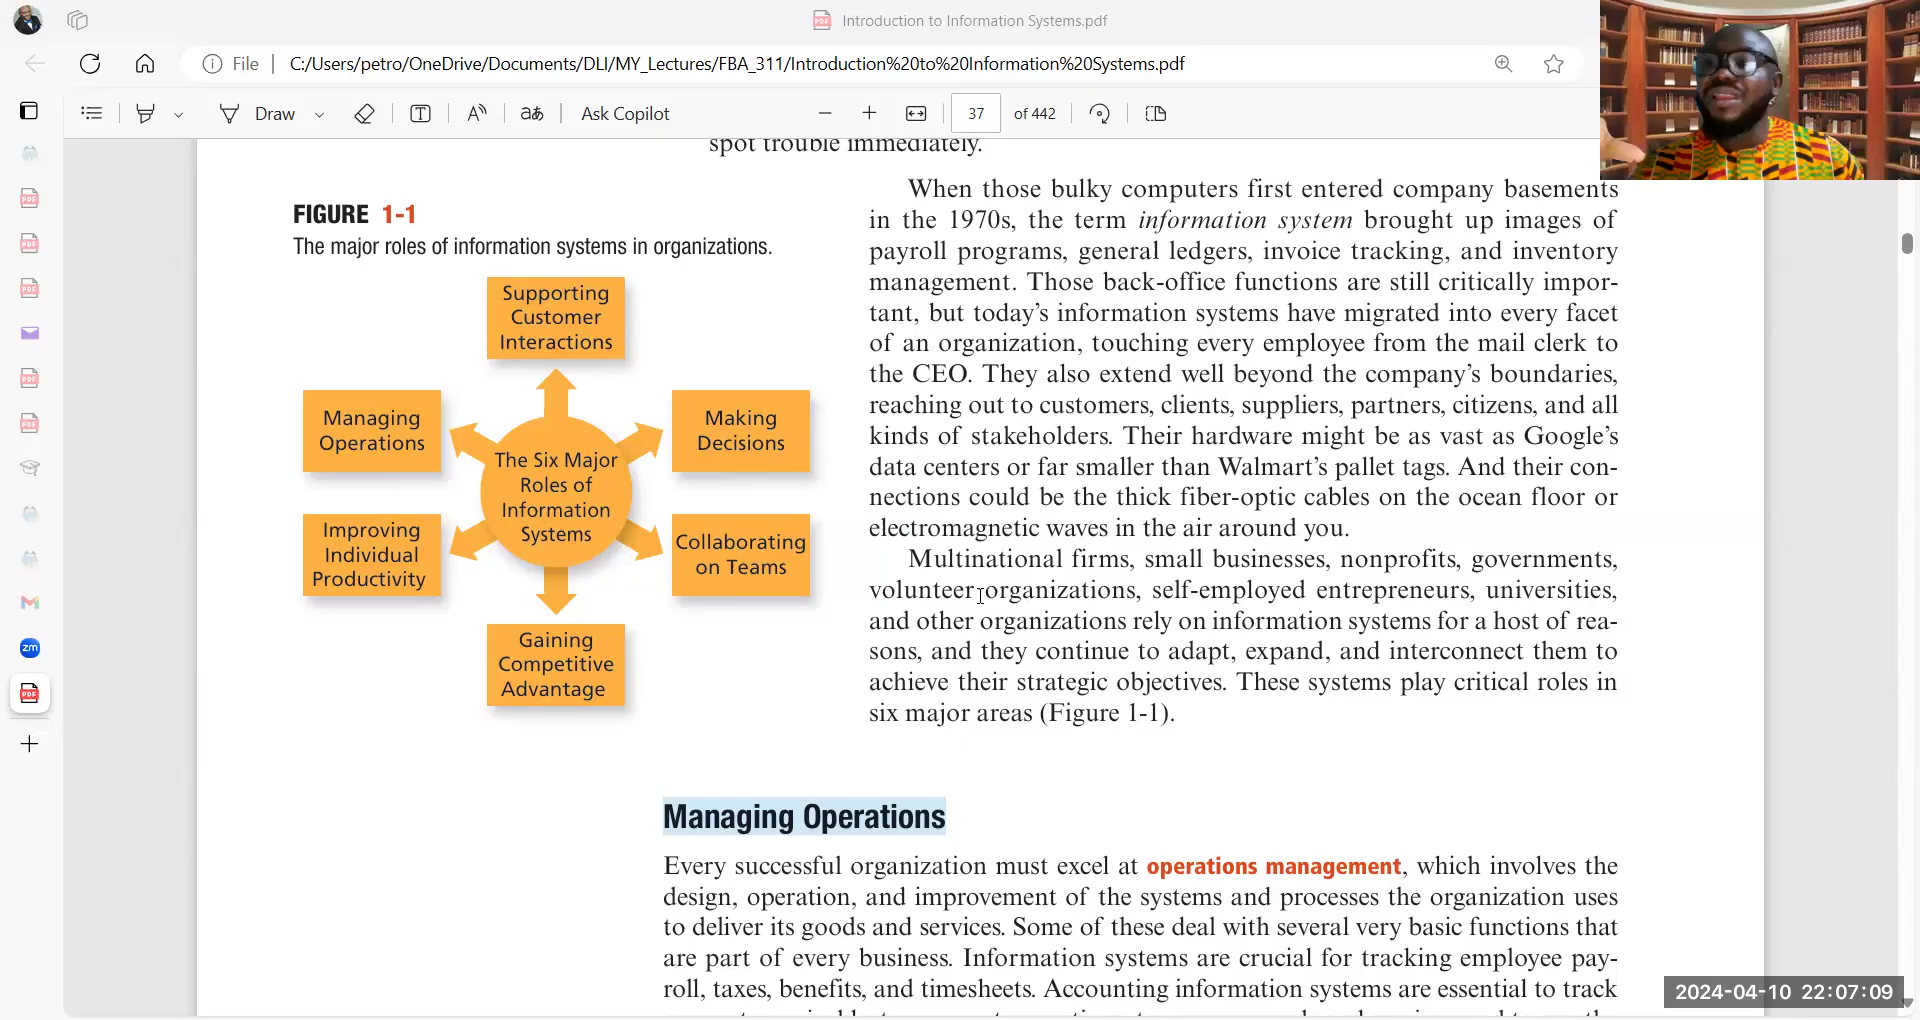 Introduction to Information Systems.pdf
File
C:/Users/petro/OneDrive/Documents/DLI/MY_Lectures/FBA_311/Introduction%20to%20Information%20Systems.pdf
Draw
aあ
Ask Copilot
37
of 442
spot trouble immediately.
FIGURE 1-1
The major roles of information systems in organizations.
Supporting
Customer
Interactions
Managing
Operations
Making
Decisions
The Six Major
Roles of
Information
Systems
Improving
Individual
Productivity
Collaborating
on Teams
Gaining
Competitive
Advantage
When those bulky computers first entered company basements
in the 1970s, the term information system brought up images of
payroll programs, general ledgers, invoice tracking, and inventory
management. Those back-office functions are still critically impor-
tant, but today's information systems have migrated into every facet
of an organization, touching every employee from the mail clerk to
the CEO. They also extend well beyond the company's boundaries,
reaching out to customers, clients, suppliers, partners, citizens, and all
kinds of stakeholders. Their hardware might be as vast as Google's
data centers or far smaller than Walmart's pallet tags. And their con-
nections could be the thick fiber-optic cables on the ocean floor or
electromagnetic waves in the air around you.
Multinational firms, small businesses, nonprofits, governments,
volunteer organizations, self-employed entrepreneurs, universities,
and other organizations rely on information systems for a host of rea-
sons, and they continue to adapt, expand, and interconnect them to
achieve their strategic objectives. These systems play critical roles in
six major areas (Figure 1-1).
Managing Operations
Every successful organization must excel at operations management, which involves the
design, operation, and improvement of the systems and processes the organization uses
to deliver its goods and services. Some of these deal with several very basic functions that
are part of every business. Information systems are crucial for tracking employee pay-
roll, taxes, benefits, and timesheets. Accounting information systems are essential to track
zm
2024-04-10 22:07:09